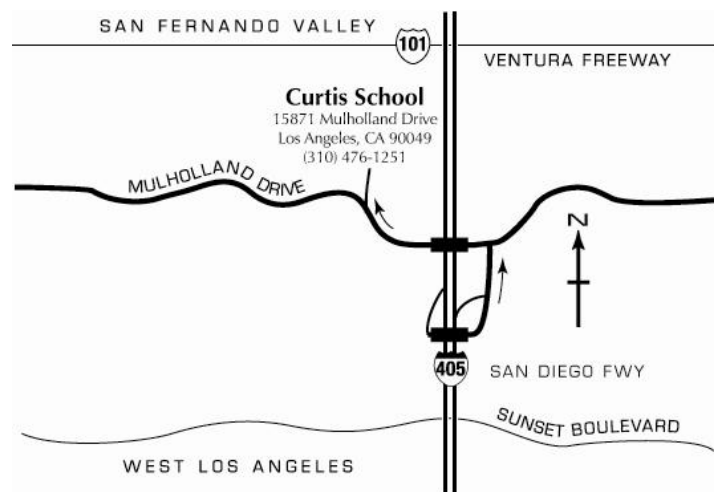 SAN FERNANDO VALLEY
101
VENTURA FREEWAY
Curtis School
15871 Mulholland Drive
Los Angeles, CA 90049
(310) 476-1251
MULHOLLAND DRIVE
N
405
SAN DIEGO FWY
SUNSET BOULEVARD
WEST LOS ANGELES